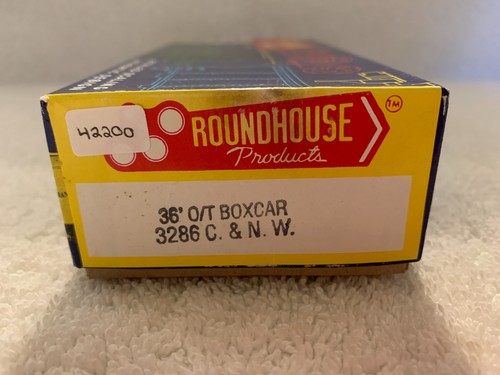 42200
ROUNDHOUSE
TM
Products
36' O/T BOXCAR
3286 C. & N. W.